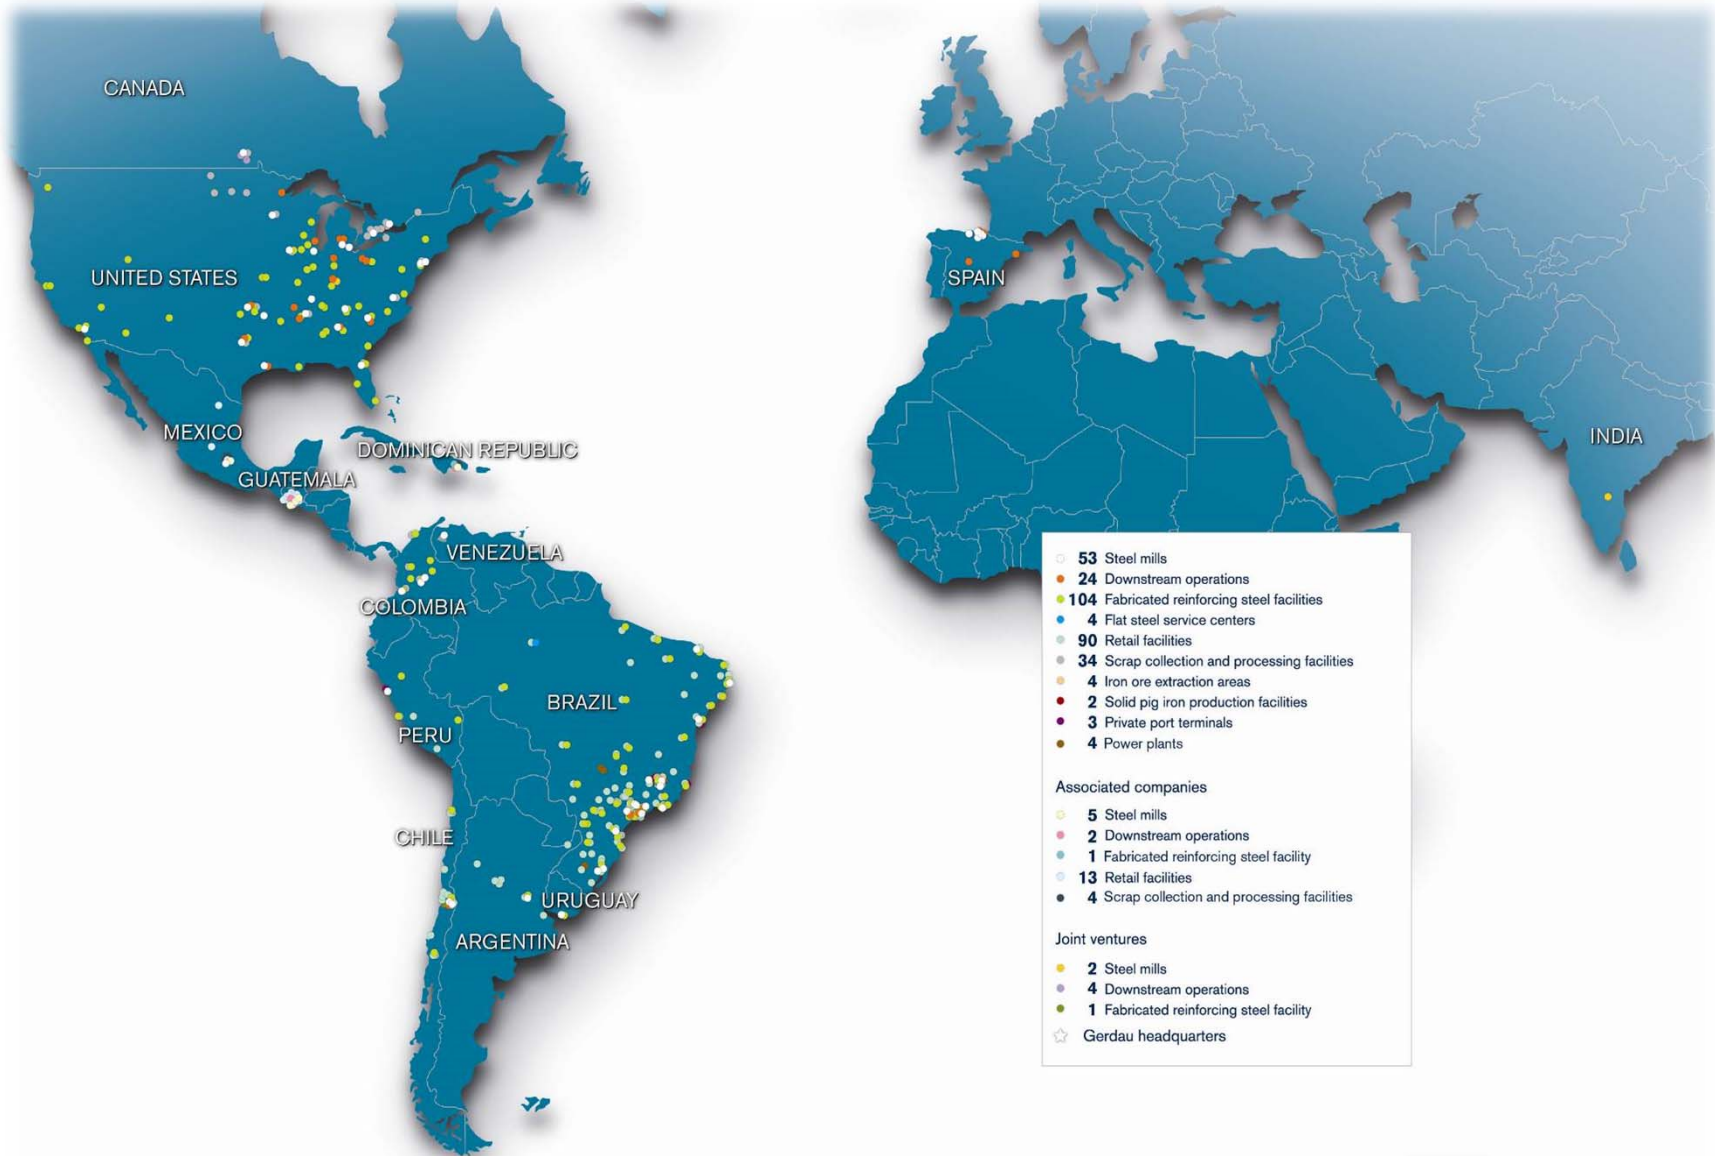 CANADA
UNITED STATES
SPAIN
MEXICO
INDIA
DOMINICAN REPUBLIC
GUATEMALA
VENEZUELA
COLOMBIA
BRAZIL
PERU
CHILE
URUGUAY
ARGENTINA
53 Steel mills
24 Downstream operations
104 Fabricated reinforcing steel facilities
4 Flat steel service centers
90 Retail facilities
34 Scrap collection and processing facilities
4 Iron ore extraction areas
2 Solid pig iron production facilities
3 Private port terminals
4 Power plants
Associated companies
5 Steel mills
2 Downstream operations
1 Fabricated reinforcing steel facility
13 Retail facilities
4 Scrap collection and processing facilities
Joint ventures
2 Steel mills
4 Downstream operations
1 Fabricated reinforcing steel facility
Gerdau headquarters